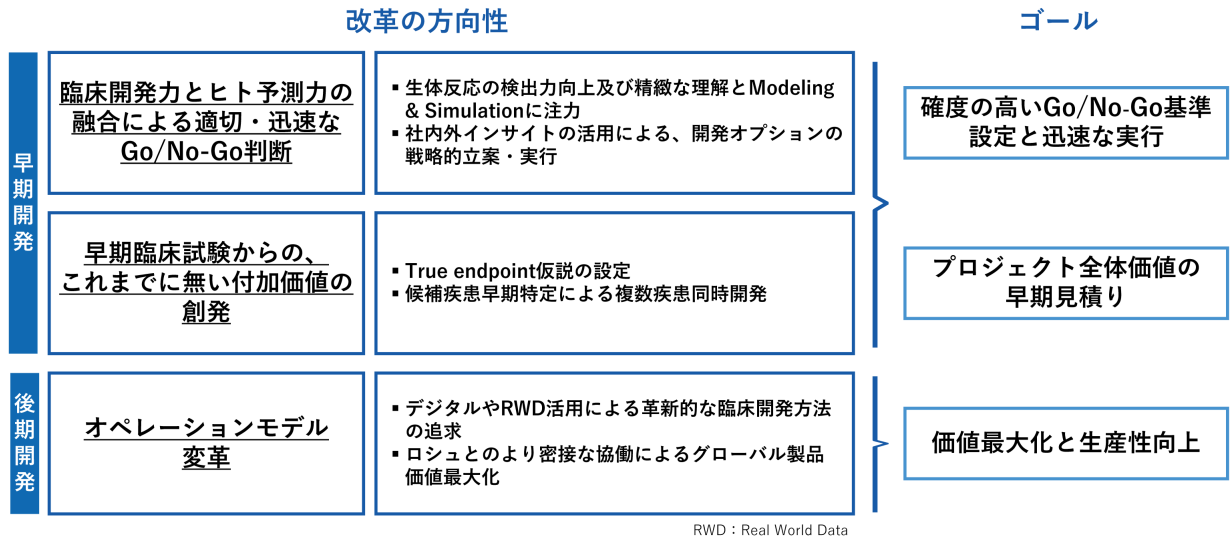 改革の方向性
ゴール
早期開発
臨床開発力とヒト予測力の
融合による適切・迅速な
Go/No-Go判断
▪ 生体反応の検出力向上及び精緻な理解とModeling
& Simulationに注力
▪ 社内外インサイトの活用による、開発オプションの
戦略的立案・実行
確度の高いGo/No-Go基準
設定と迅速な実行
早期臨床試験からの、
これまでに無い付加価値の
創発
▪ True endpoint仮説の設定
▪ 候補疾患早期特定による複数疾患同時開発
プロジェクト全体価値の
早期見積り
後期開発
オペレーションモデル
変革
▪ デジタルやRWD活用による革新的な臨床開発方法
の追求
▪ ロシュとのより密接な協働によるグローバル製品
価値最大化
価値最大化と生産性向上
RWD：Real World Data